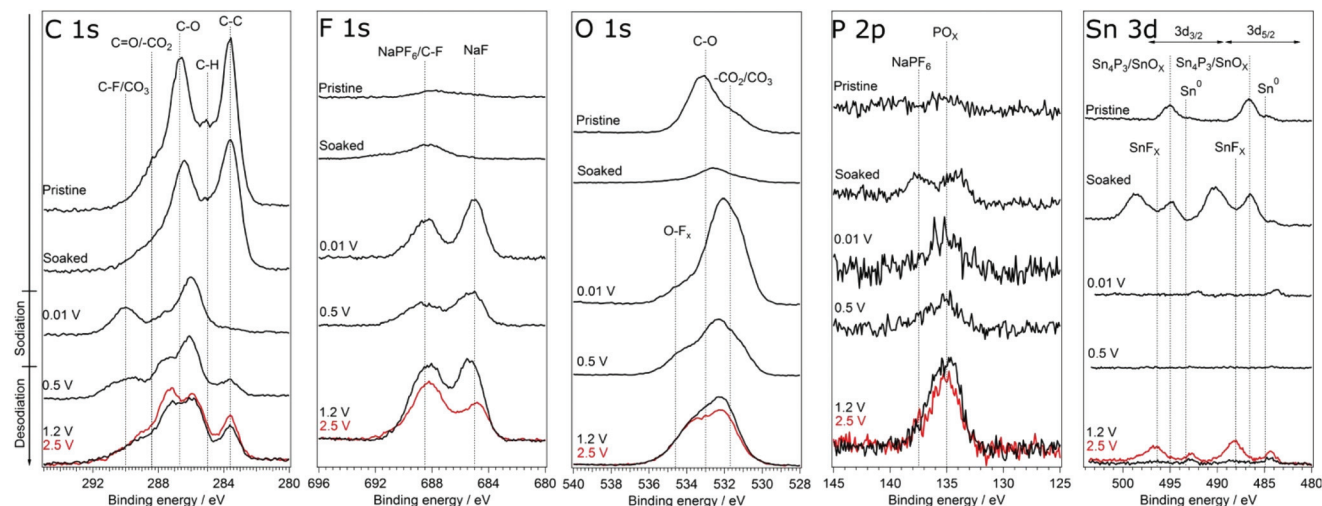 Sodiation
Desodiation
C 1s
C-O
C-C
C=O/-CO₂
C-H
C-F/CO₃
Pristine
Soaked
0.01 V
0.5 V
1.2 V
2.5 V
292 288 284 280
Binding energy / eV
F 1s
NaPF₆/C-F NaF
Pristine
Soaked
0.01 V
0.5 V
1.2 V
2.5 V
696 692 688 684 680
Binding energy / eV
O 1s
C-O
-CO₂/CO₃
Pristine
Soaked
O-Fₓ
0.01 V
0.5 V
1.2 V
2.5 V
540 538 536 534 532 530 528
Binding energy / eV
P 2p
POₓ
NaPF₆
Pristine
Soaked
0.01 V
0.5 V
1.2 V
2.5 V
145 140 135 130 125
Binding energy / eV
Sn 3d
3d₃/₂ 3d₅/₂
Sn₄P₃/SnOₓ Sn₄P₃/SnOₓ
Sn⁰ Sn⁰
Pristine
SnFₓ SnFₓ
Soaked
0.01 V
0.5 V
1.2 V
2.5 V
495 490 485 480
Binding energy / eV